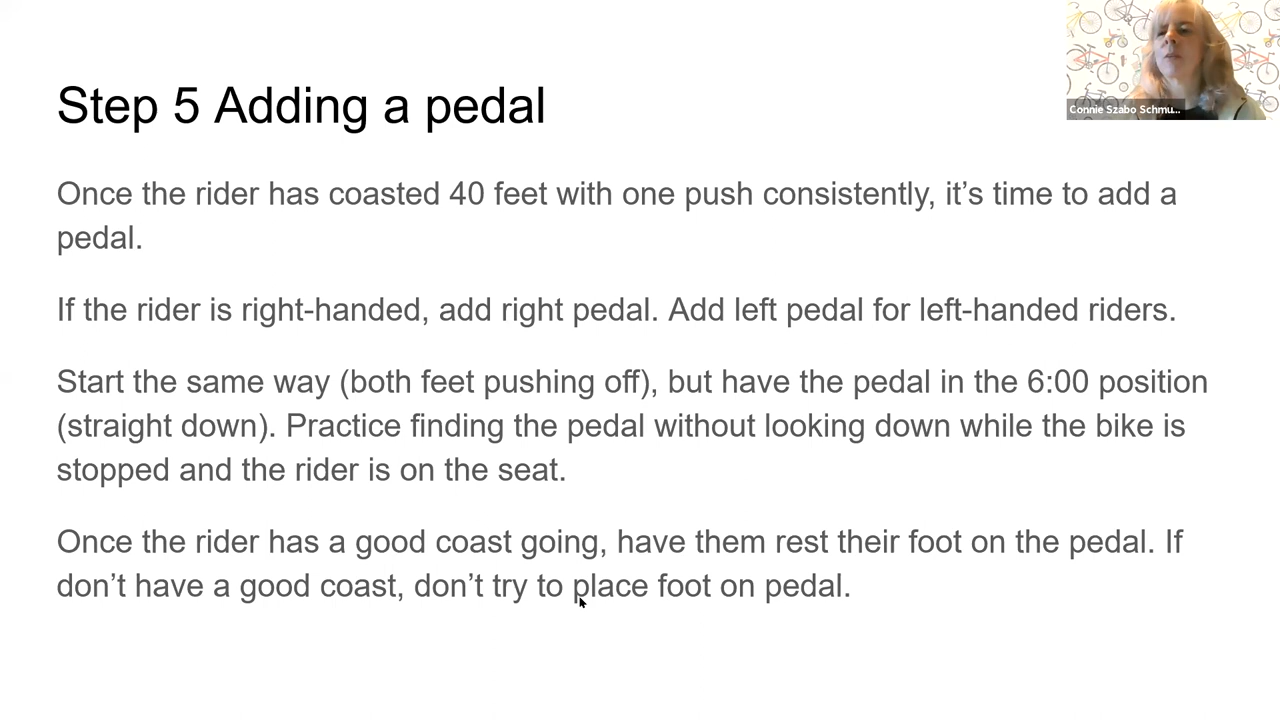 Connie Szabo Schmu...
Step 5 Adding a pedal
Once the rider has coasted 40 feet with one push consistently, it’s time to add a
pedal.
If the rider is right-handed, add right pedal. Add left pedal for left-handed riders.
Start the same way (both feet pushing off), but have the pedal in the 6:00 position
(straight down). Practice finding the pedal without looking down while the bike is
stopped and the rider is on the seat.
Once the rider has a good coast going, have them rest their foot on the pedal. If
don’t have a good coast, don’t try to place foot on pedal.